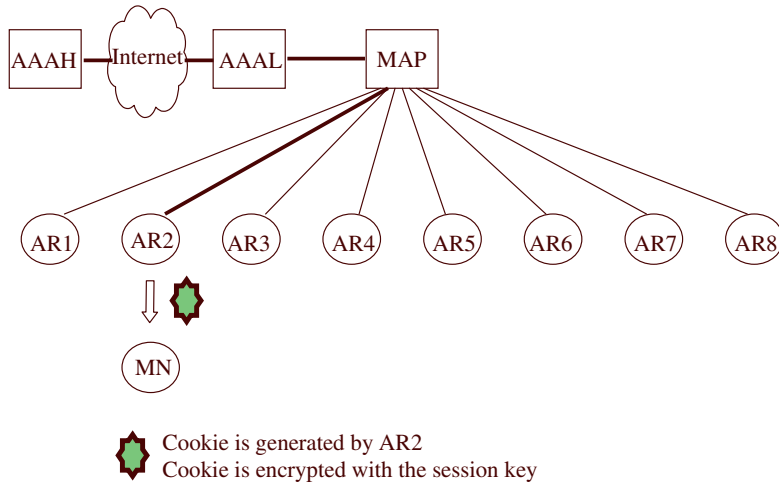 AAAH
Internet
AAAL
MAP
AR1
AR2
AR3
AR4
AR5
AR6
AR7
AR8
MN
Cookie is generated by AR2
Cookie is encrypted with the session key